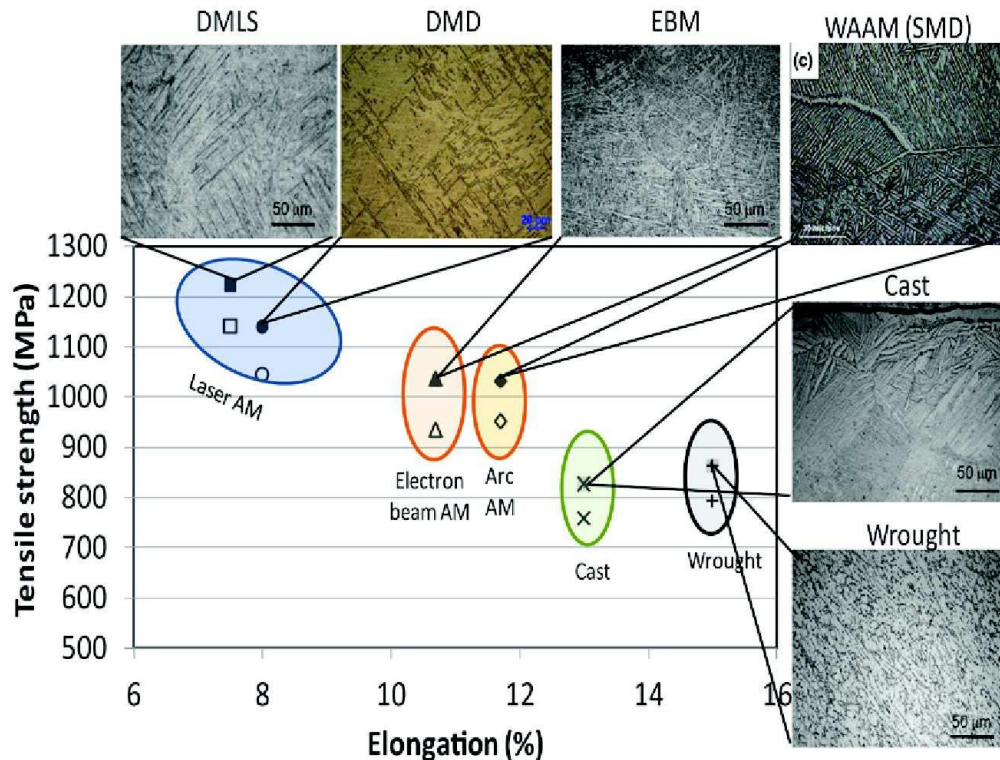 DMLS
DMD
EBM
WAAM (SMD)
(c)
50 µm
50 µm
1300
1200
1100
1000
900
800
700
600
500
Tensile strength (MPa)
Laser AM
Electron
beam AM
Arc
AM
Cast
Wrought
Cast
50 µm
Wrought
50 µm
6
8
10
12
14
16
Elongation (%)